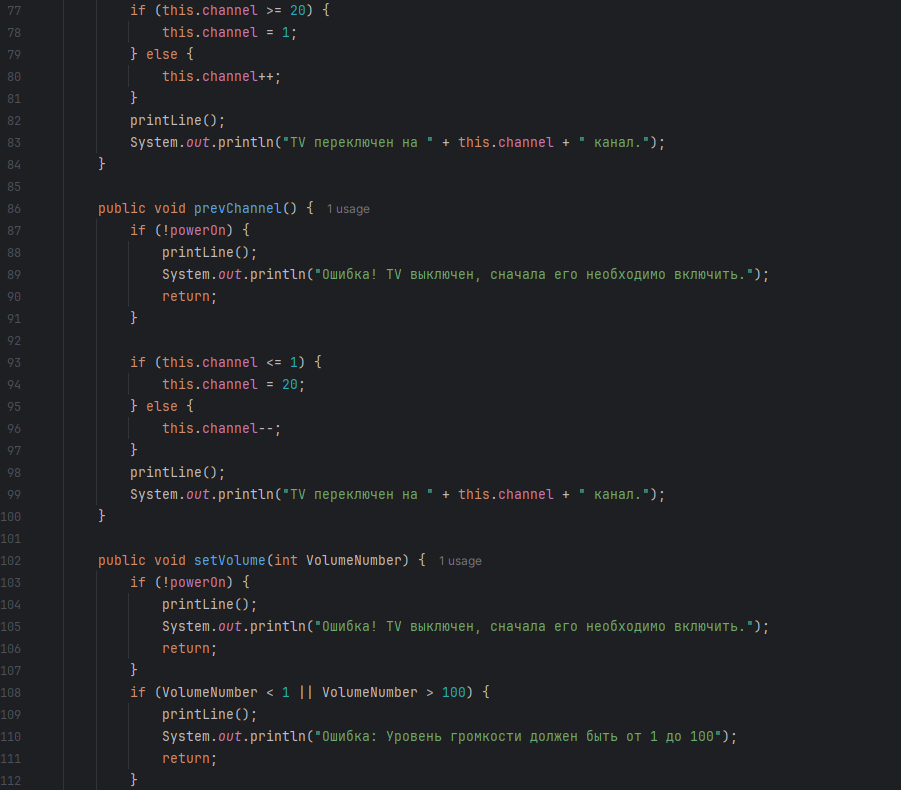 77 if (this.channel >= 20) {
78 this.channel = 1;
79 } else {
80 this.channel++;
81 }
82 printLine();
83 System.out.println("TV переключен на " + this.channel + " канал.");
84 }
85
86 public void prevChannel() { 1 usage
87 if (!powerOn) {
88 printLine();
89 System.out.println("Ошибка! TV выключен, сначала его необходимо включить.");
90 return;
91 }
92
93 if (this.channel <= 1) {
94 this.channel = 20;
95 } else {
96 this.channel--;
97 }
98 printLine();
99 System.out.println("TV переключен на " + this.channel + " канал.");
100 }
101
102 public void setVolume(int VolumeNumber) { 1 usage
103 if (!powerOn) {
104 printLine();
105 System.out.println("Ошибка! TV выключен, сначала его необходимо включить.");
106 return;
107 }
108 if (VolumeNumber < 1 || VolumeNumber > 100) {
109 printLine();
110 System.out.println("Ошибка: Уровень громкости должен быть от 1 до 100");
111 return;
112 }